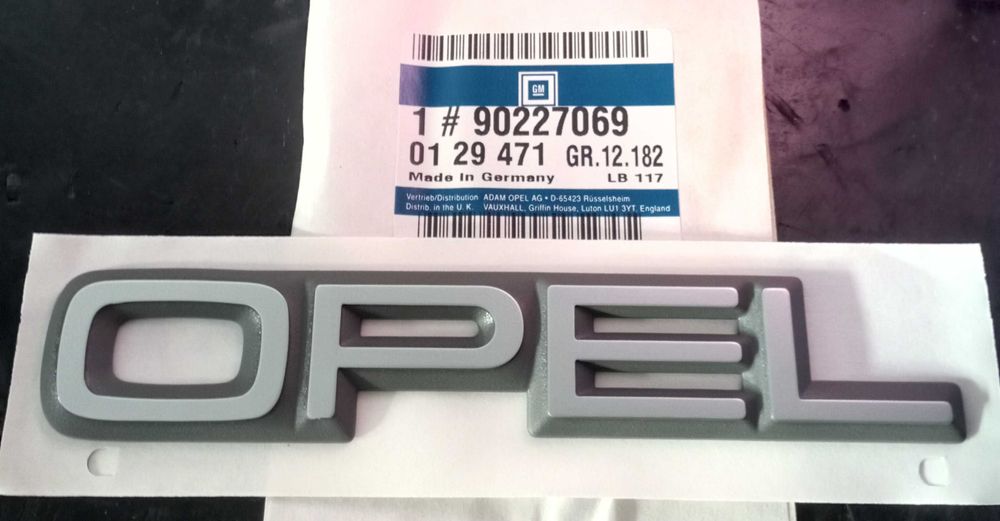 GM
1 # 90227069
01 29 471 GR.12.182
Made In Germany LB 117
Vertrieb/Distribution ADAM OPEL AG • D-65423 Rüsselsheim
Distrib. in the U. K. VAUXHALL, Griffin House, Luton LU1 3YT, England
OPEL